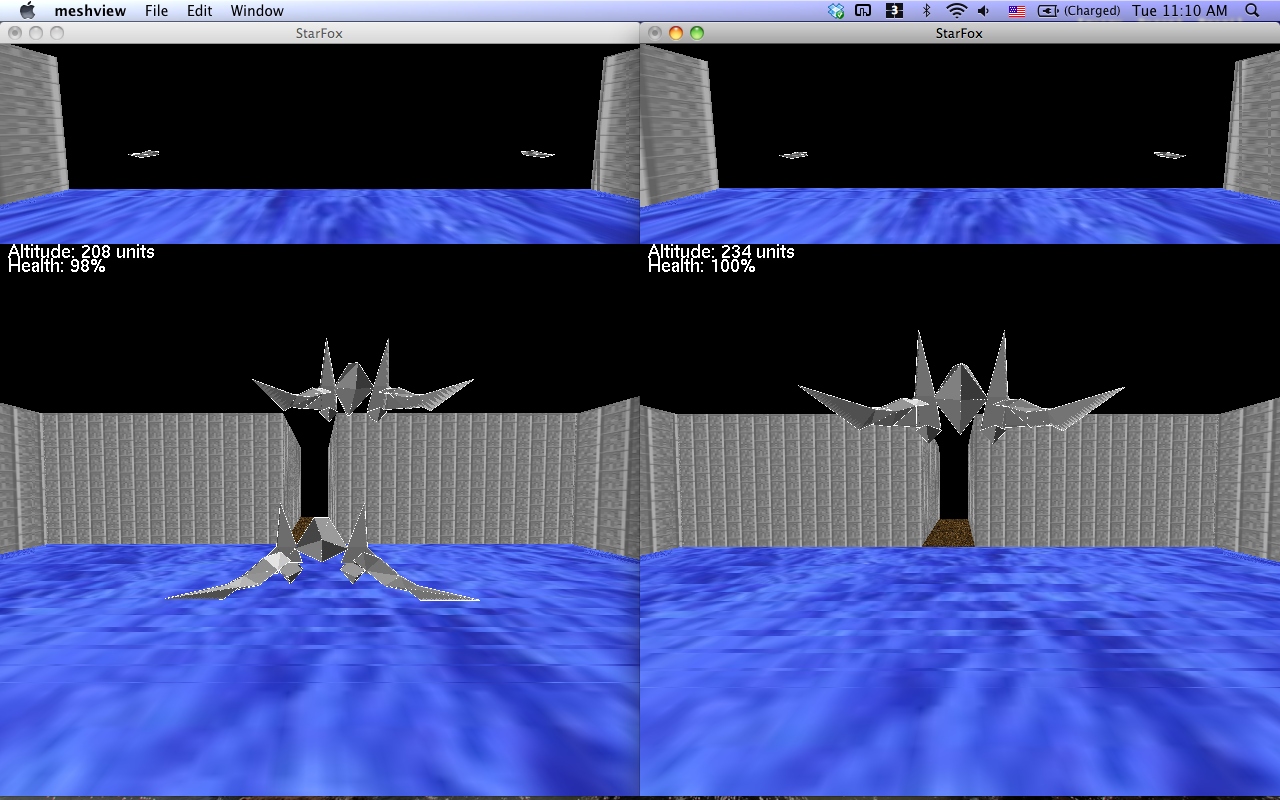 meshview File Edit Window (Charged) Tue 11:10 AM
StarFox
StarFox
Altitude: 208 units
Health: 98%
Altitude: 234 units
Health: 100%